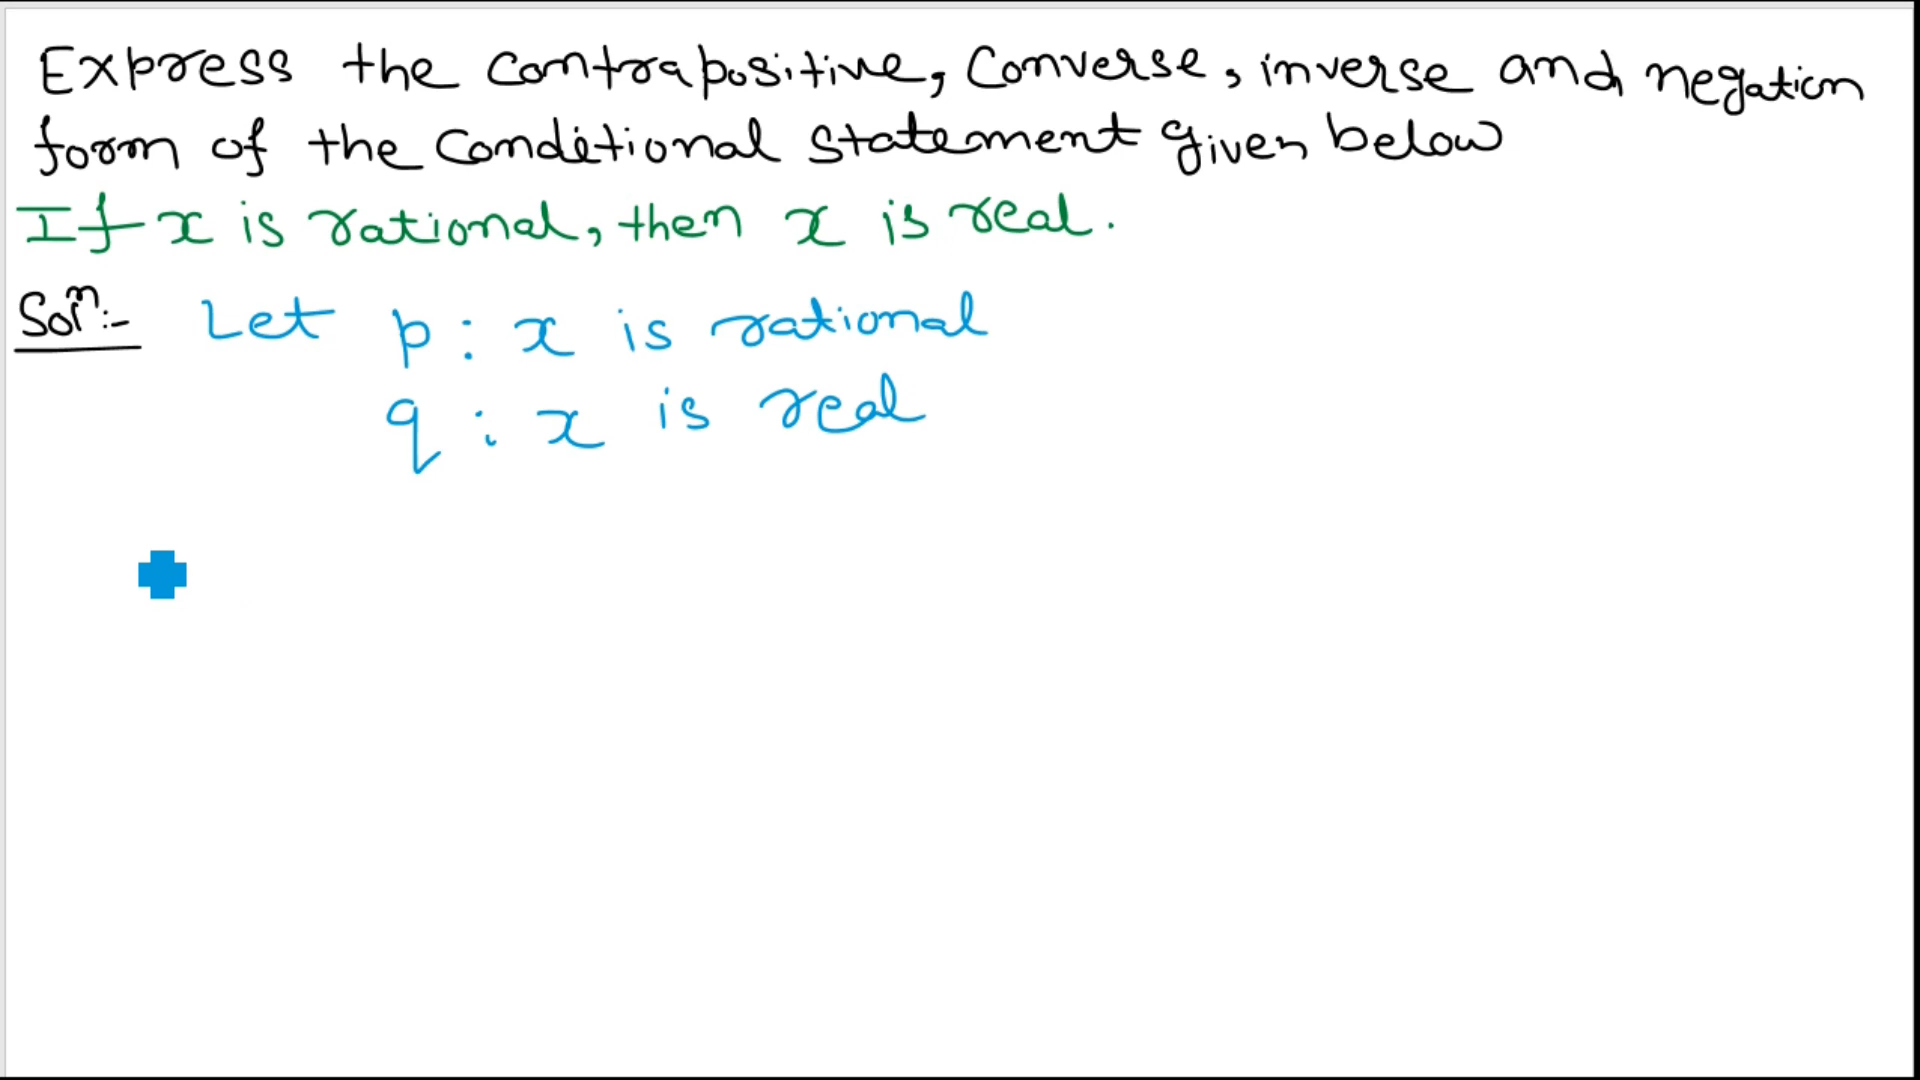 Express the contrapositive, converse, inverse and negation
form of the conditional statement given below
If x is rational, then x is real.
Solⁿ:- Let p : x is rational
q : x is real